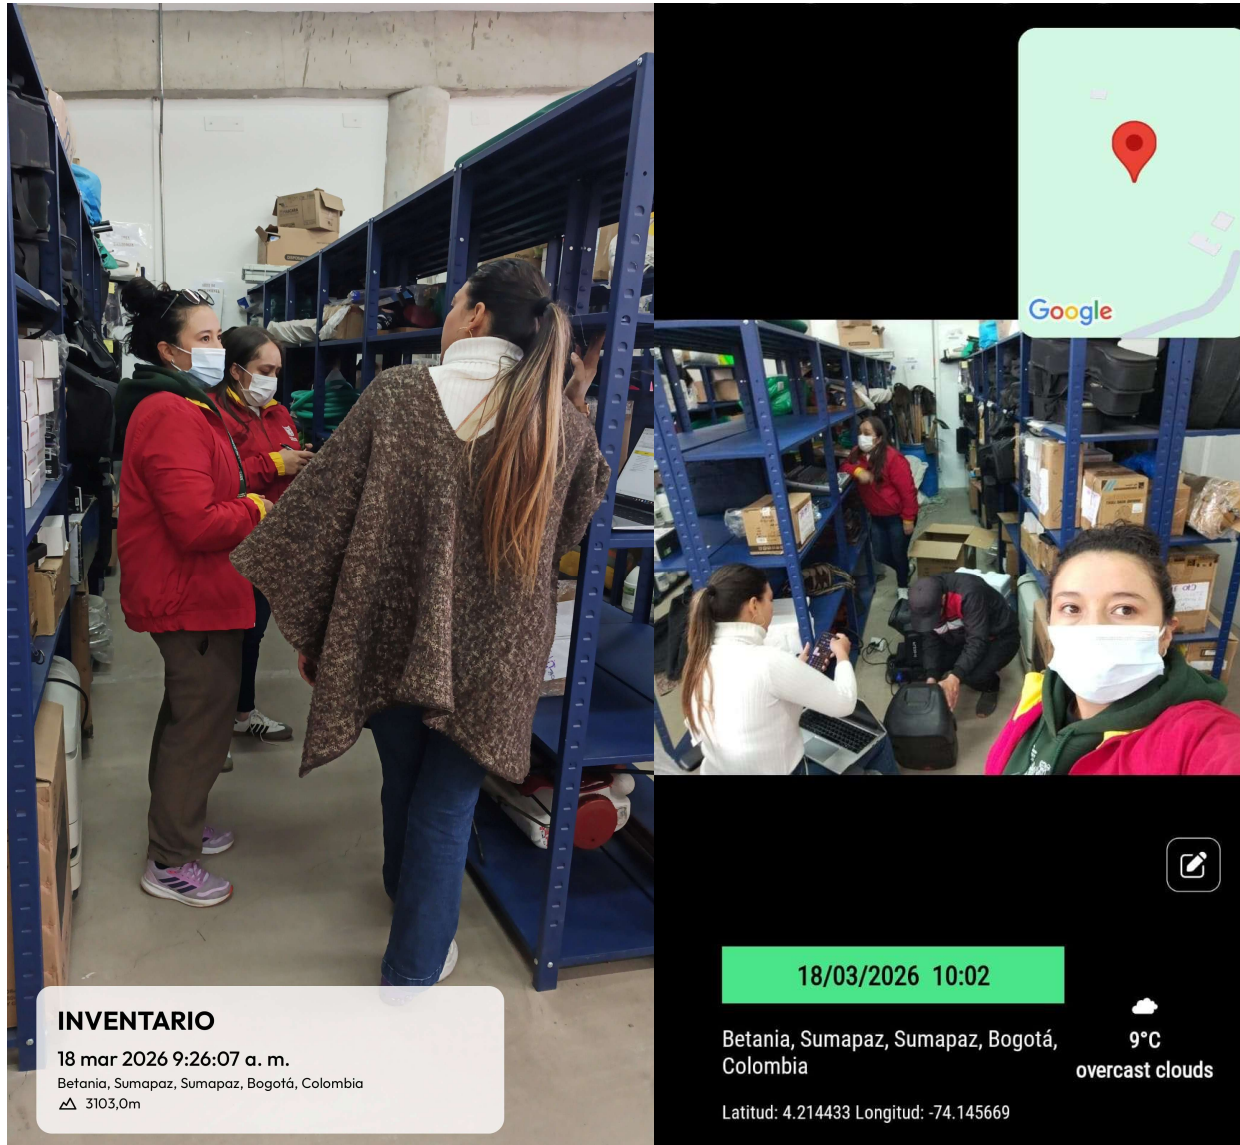 INVENTARIO
18 mar 2026 9:26:07 a. m.
Betania, Sumapaz, Sumapaz, Bogotá, Colombia
3103,0m
Google
18/03/2026 10:02
Betania, Sumapaz, Sumapaz, Bogotá,
Colombia
Latitud: 4.214433 Longitud: -74.145669
9°C
overcast clouds